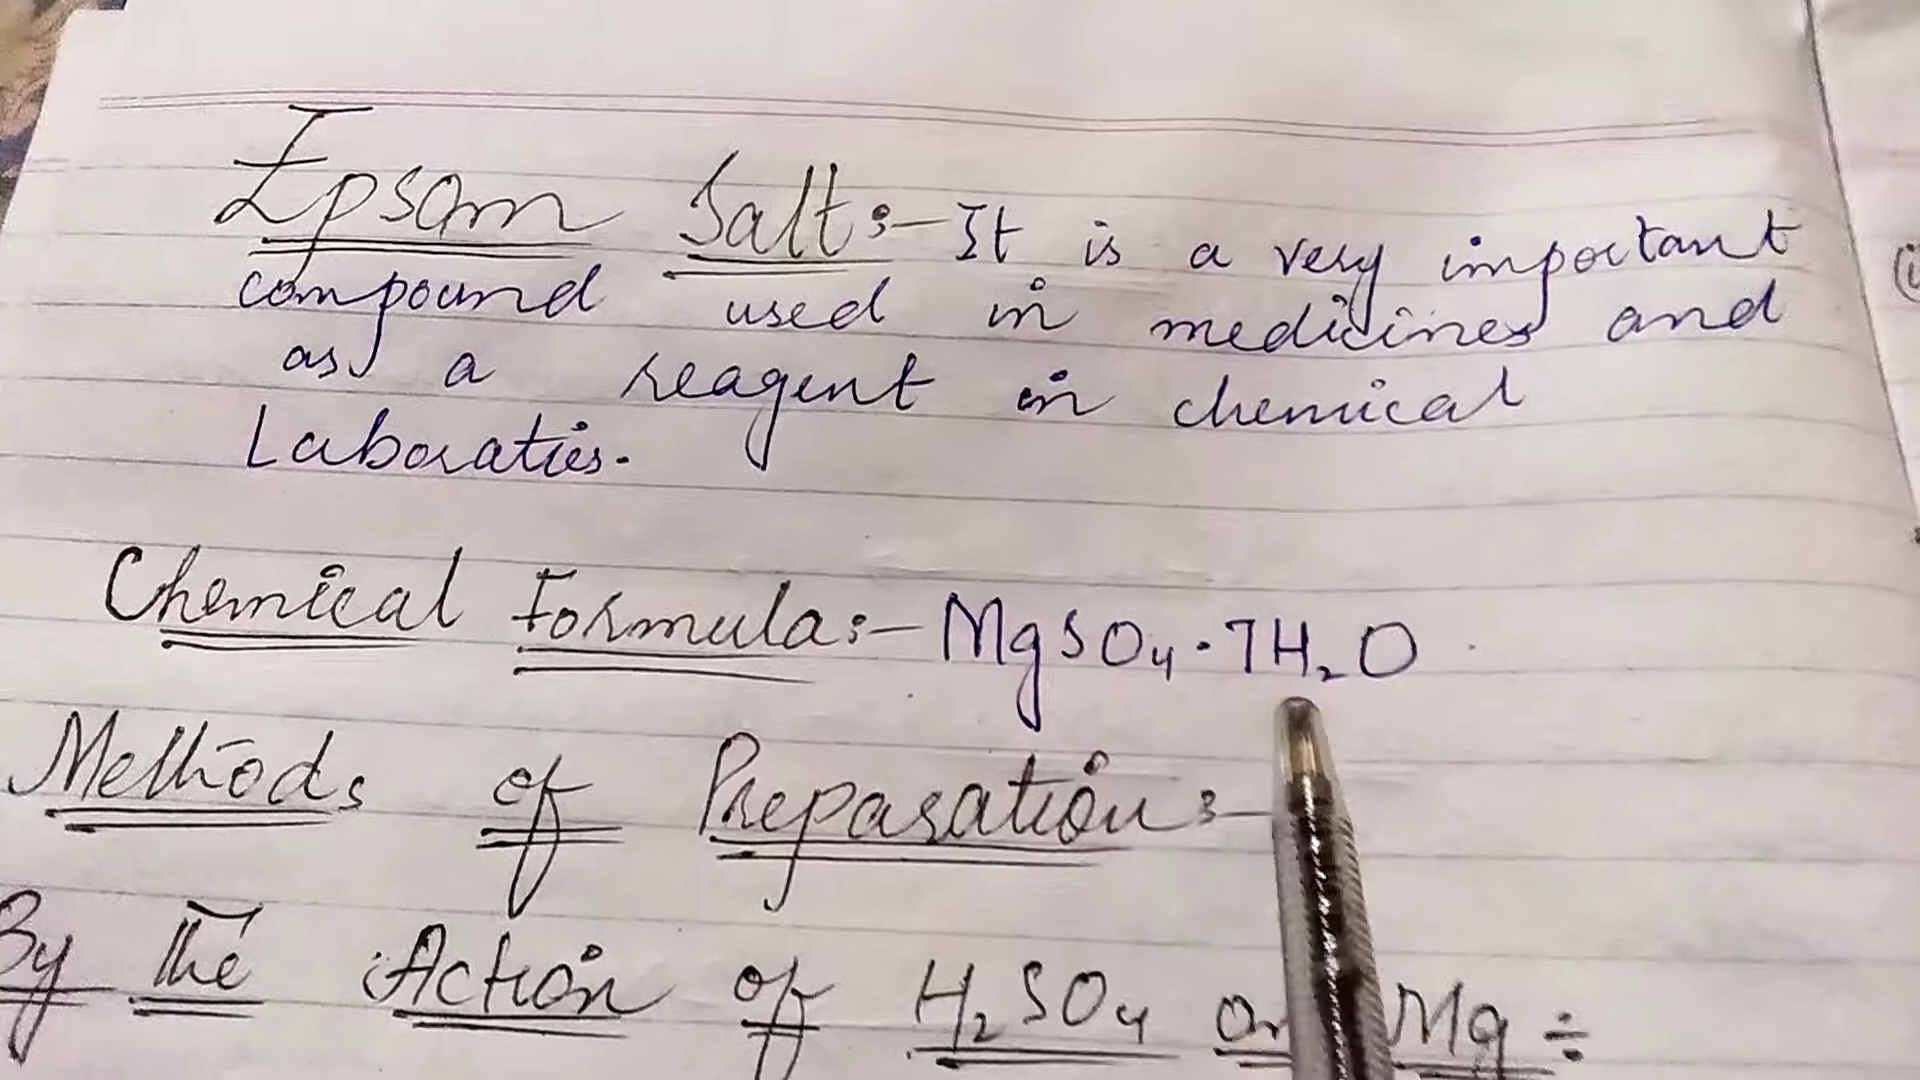 Epsom Salt:- It is a very important
compound used in medicines and
as a reagent in chemical
Laboraties.
Chemical Formula:- MgSO₄·7H₂O
Methods of Preparation:-
By the Action of H₂SO₄ on Mg:-